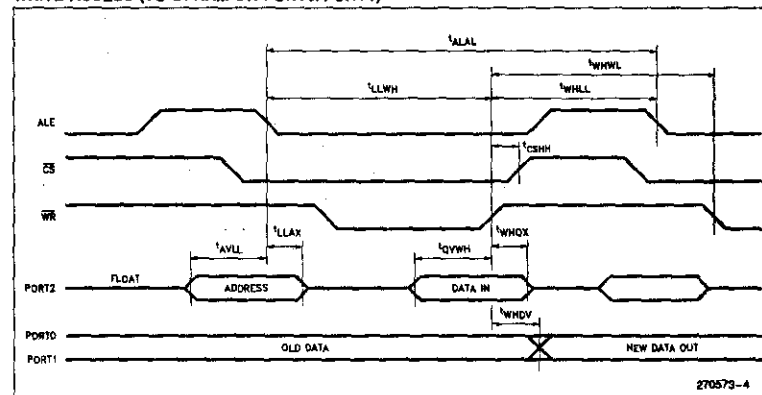 tALAL
tWHWL
tLLWH
tWHLL
ALE
tCSHH
CS
WR
tAVLL
tLLAX
tQVWH
tWHQX
PORT2
FLOAT
ADDRESS
DATA IN
tWHDV
PORT0
PORT1
OLD DATA
NEW DATA OUT
270573-4